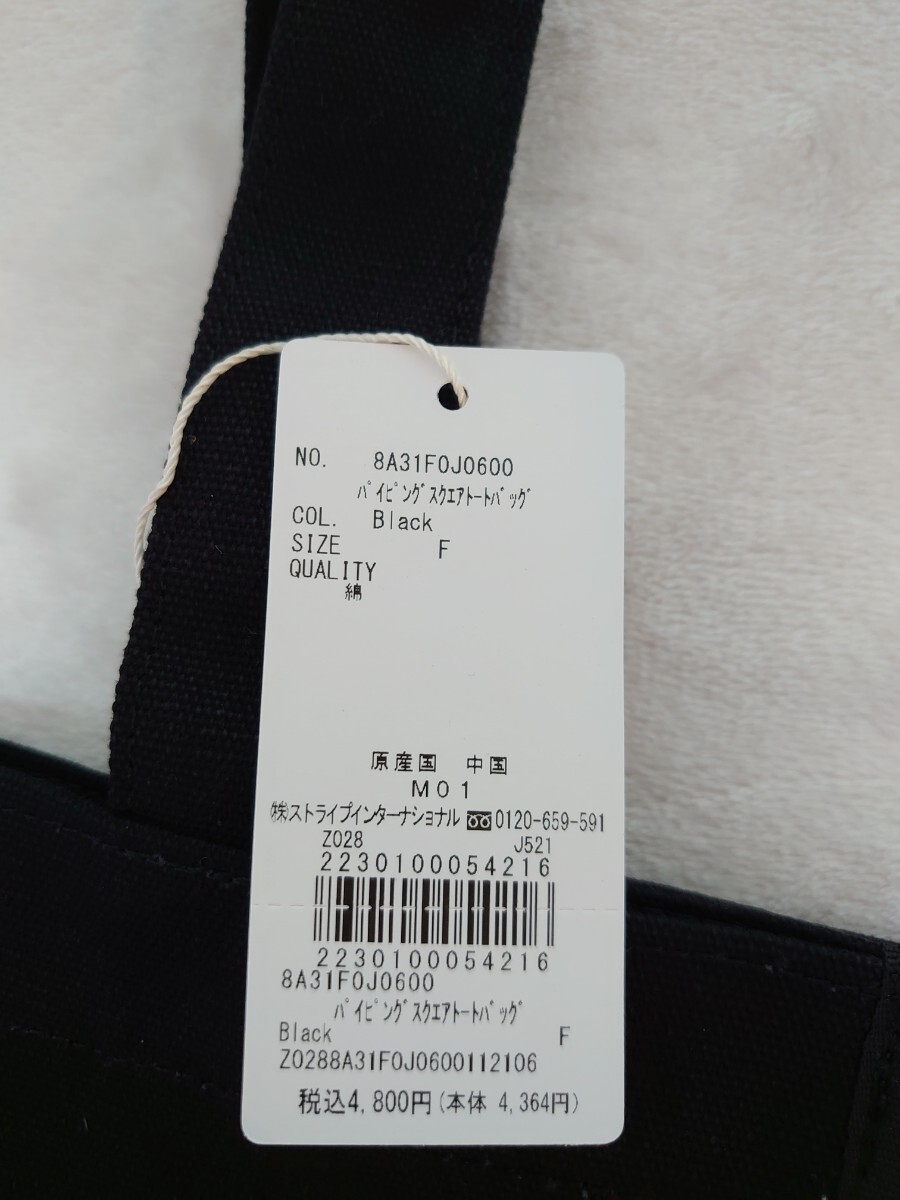 NO. 8A31F0J0600
ﾊﾟｲﾋﾟﾝｸﾞｽｸｴｱﾄｰﾄﾊﾞｯｸﾞ
COL. Black
SIZE F
QUALITY
綿
原産国 中国
M01
㈱ストライプインターナショナル 0120-659-591
Z028 J521
2230100054216
2230100054216
8A31F0J0600
ﾊﾟｲﾋﾟﾝｸﾞｽｸｴｱﾄｰﾄﾊﾞｯｸﾞ
Black F
Z0288A31F0J0600112106
税込4,800円(本体 4,364円)